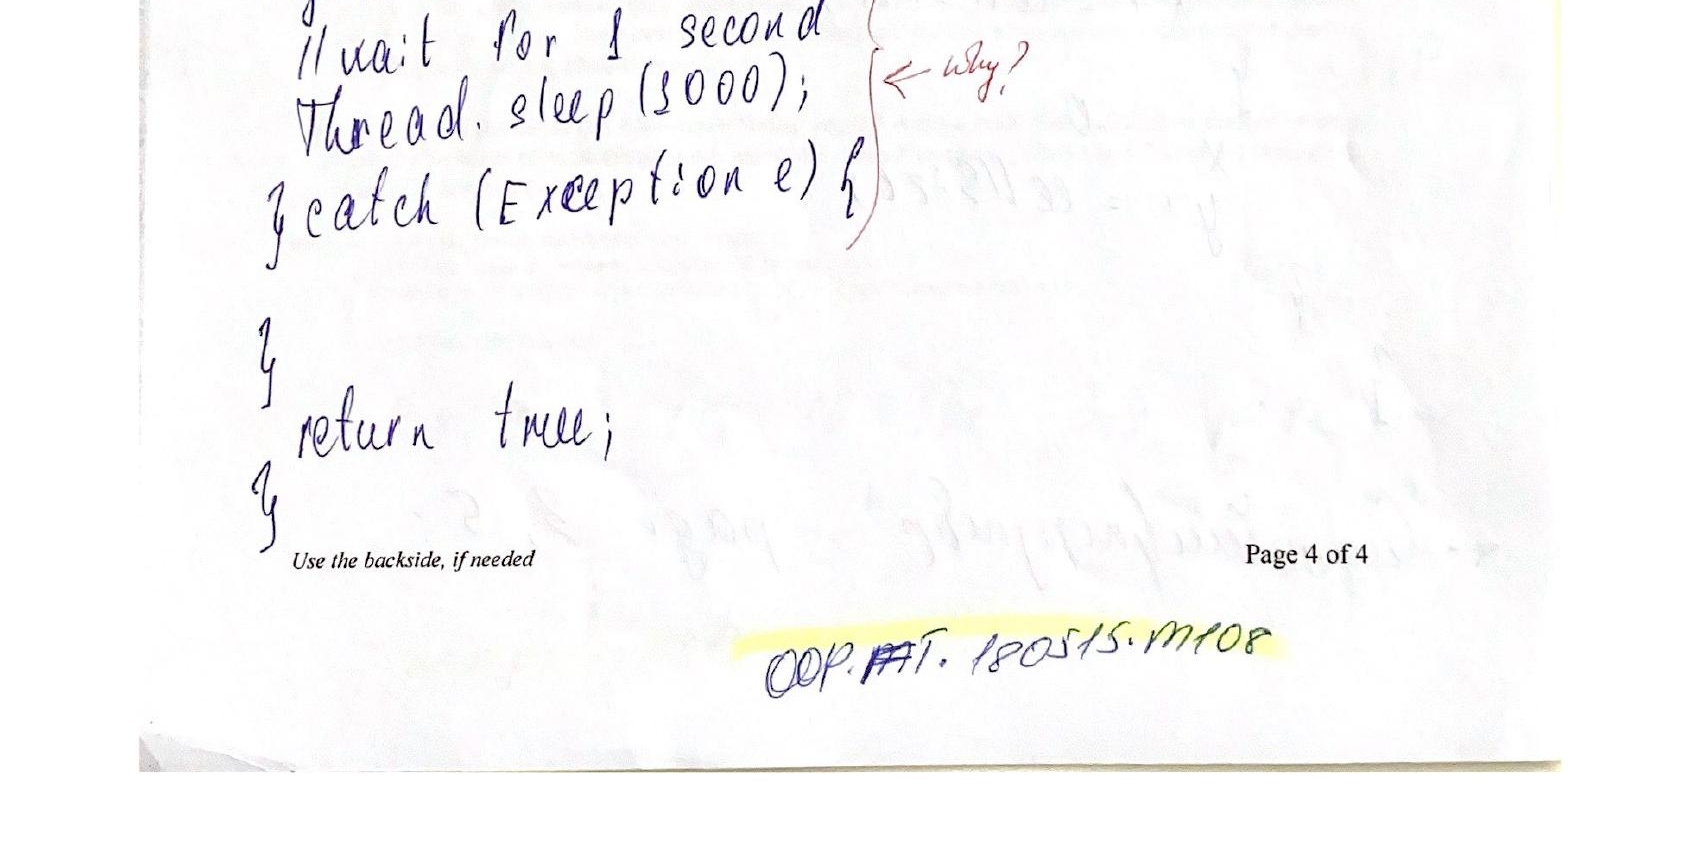 }
// wait for 1 second
Thread.sleep(1000);
← Why?
} catch (Exception e) {
}
return true;
}
Use the backside, if needed
Page 4 of 4
OOP. T. 180515.M108